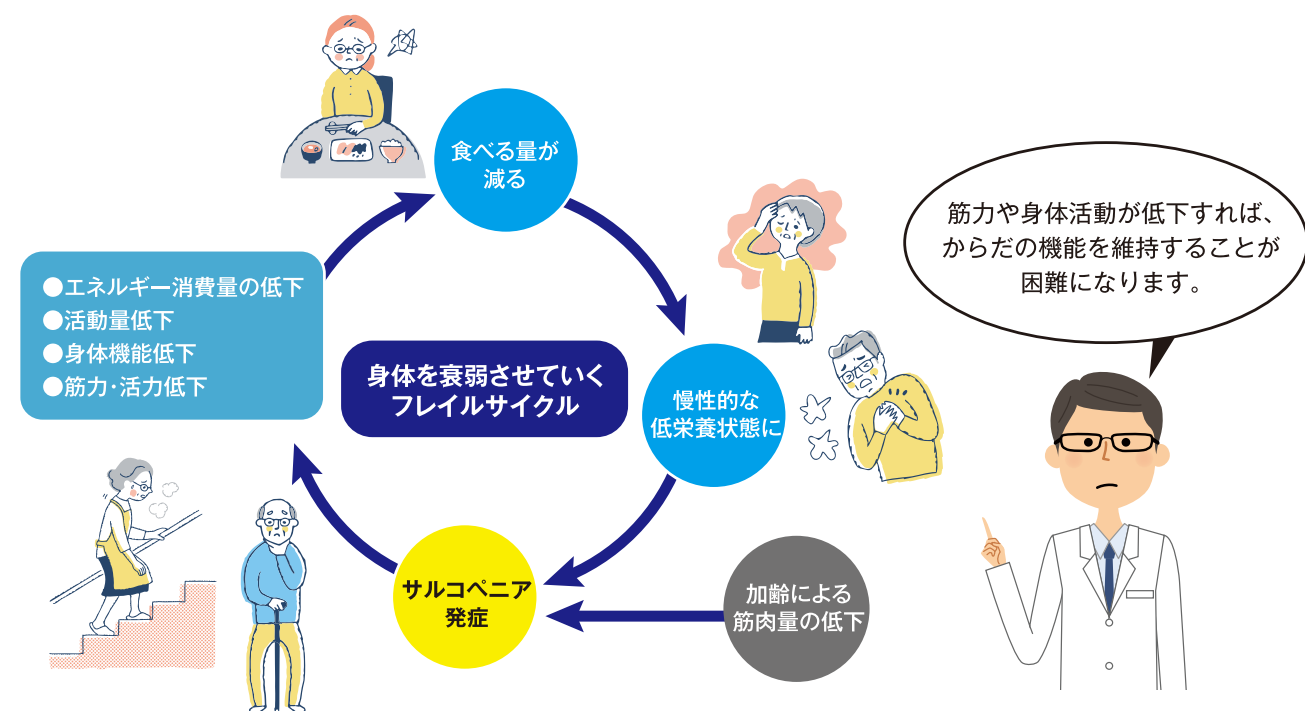 食べる量が
減る
筋力や身体活動が低下すれば、
からだの機能を維持することが
困難になります。
●エネルギー消費量の低下
●活動量低下
●身体機能低下
●筋力・活力低下
身体を衰弱させていく
フレイルサイクル
慢性的な
低栄養状態に
サルコペニア
発症
加齢による
筋肉量の低下